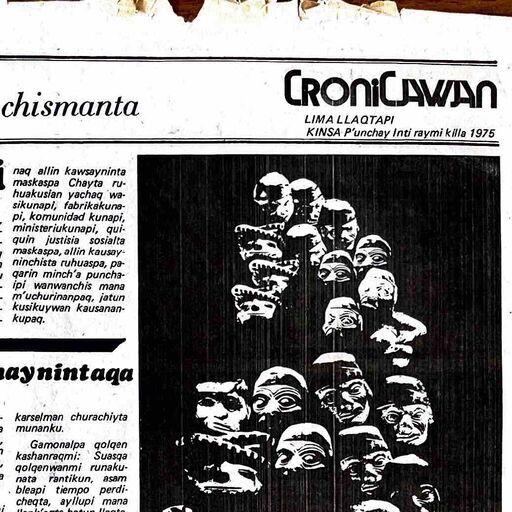 CRONICAWAN
chismanta
LIMA LLAQTAPI
KINSA P'unchay Inti raymi killa 1975
naq allin kawsayninta
maskaspa Chayta ru-
huakuslan yachaq wa-
sikunapi, fabrikakuna-
pi, komunidad kunapi,
ministeriukunapi, qui-
quin justisia sosialta
maskaspa, allin kausay-
ninchista ruhuaspa, pa-
qarin minch'a puncha-
ipi wanwanchis mana
m'uchurinanpaq, jatun
kusikuywan kausanan-
kupaq.
naynintaqa
karselman churachiyta
munanku.
Gamonalpa qolqen
kashanraqmi: Suasqa
qolqenwanmi runaku-
nata rantikun, asam
bleapi tiempo perdi-
cheqta, ayllupi mana